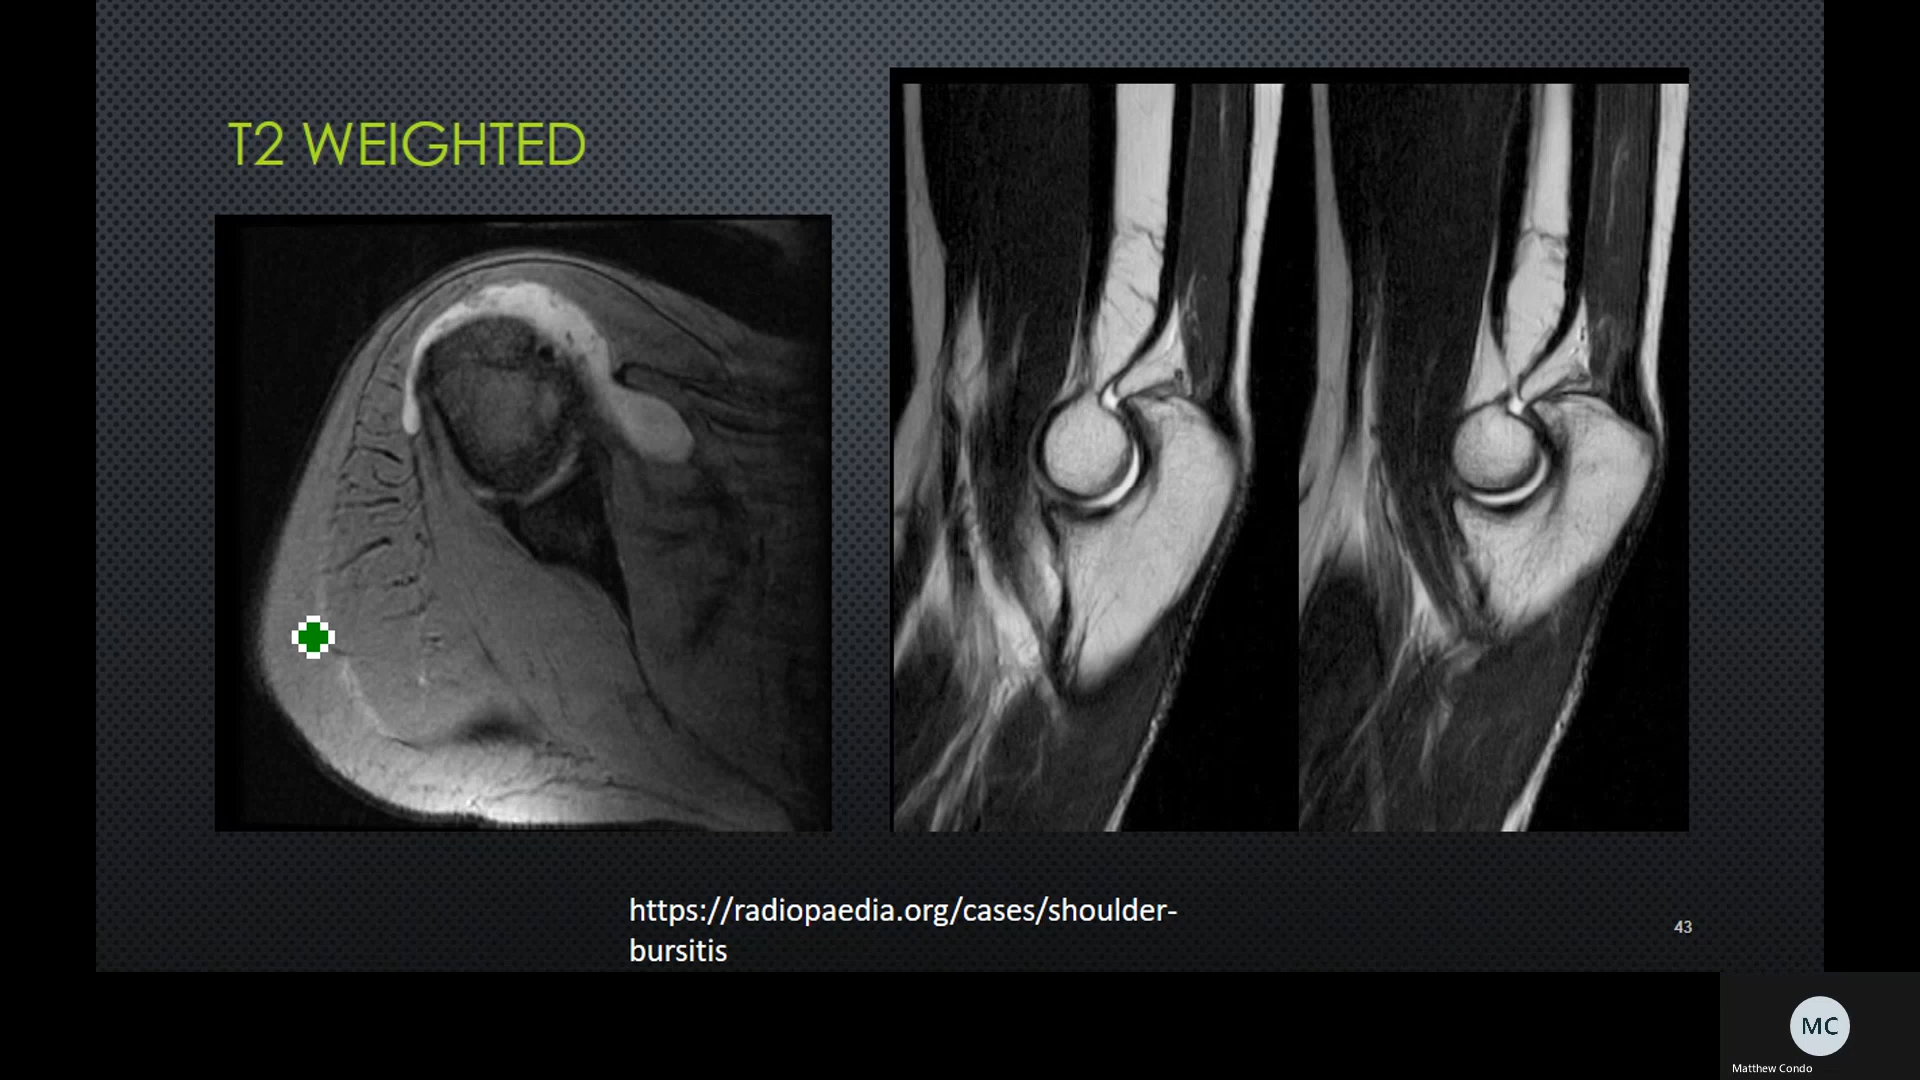 T2 WEIGHTED
https://radiopaedia.org/cases/shoulder-
bursitis
43
MC
Matthew Condo